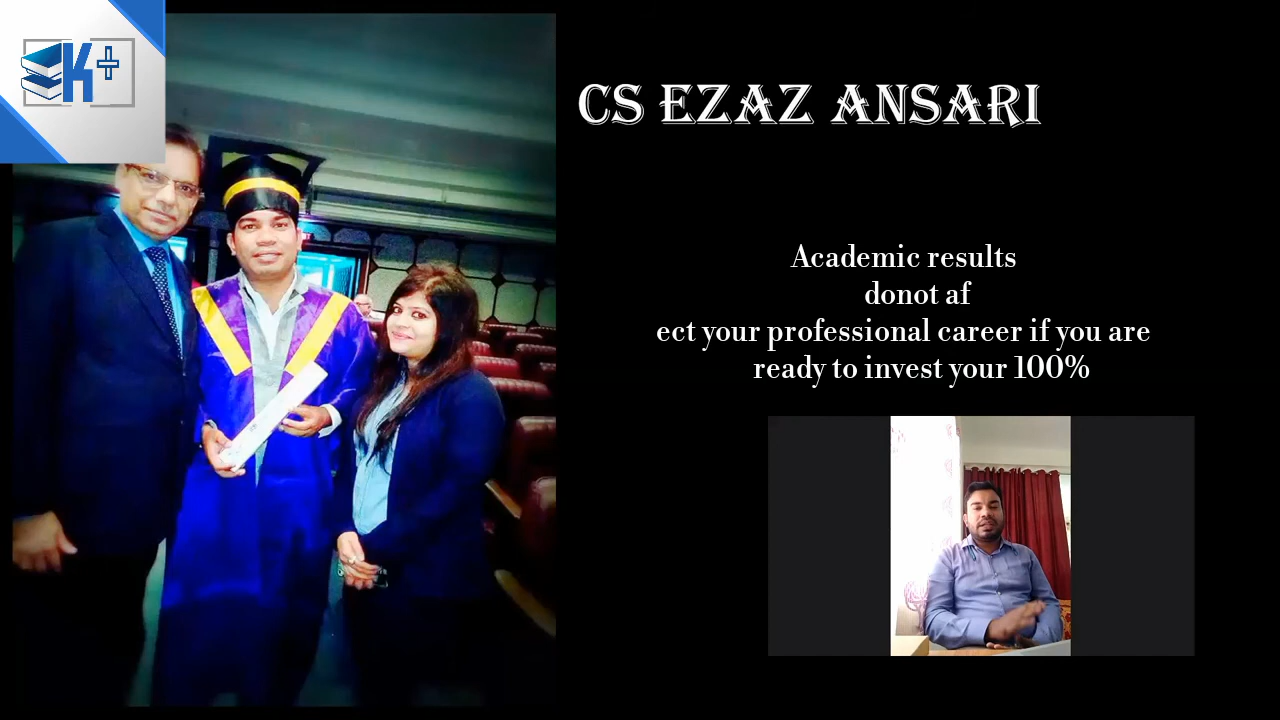 K+
CS EZAZ ANSARI
Academic results
donot af
ect your professional career if you are
ready to invest your 100%